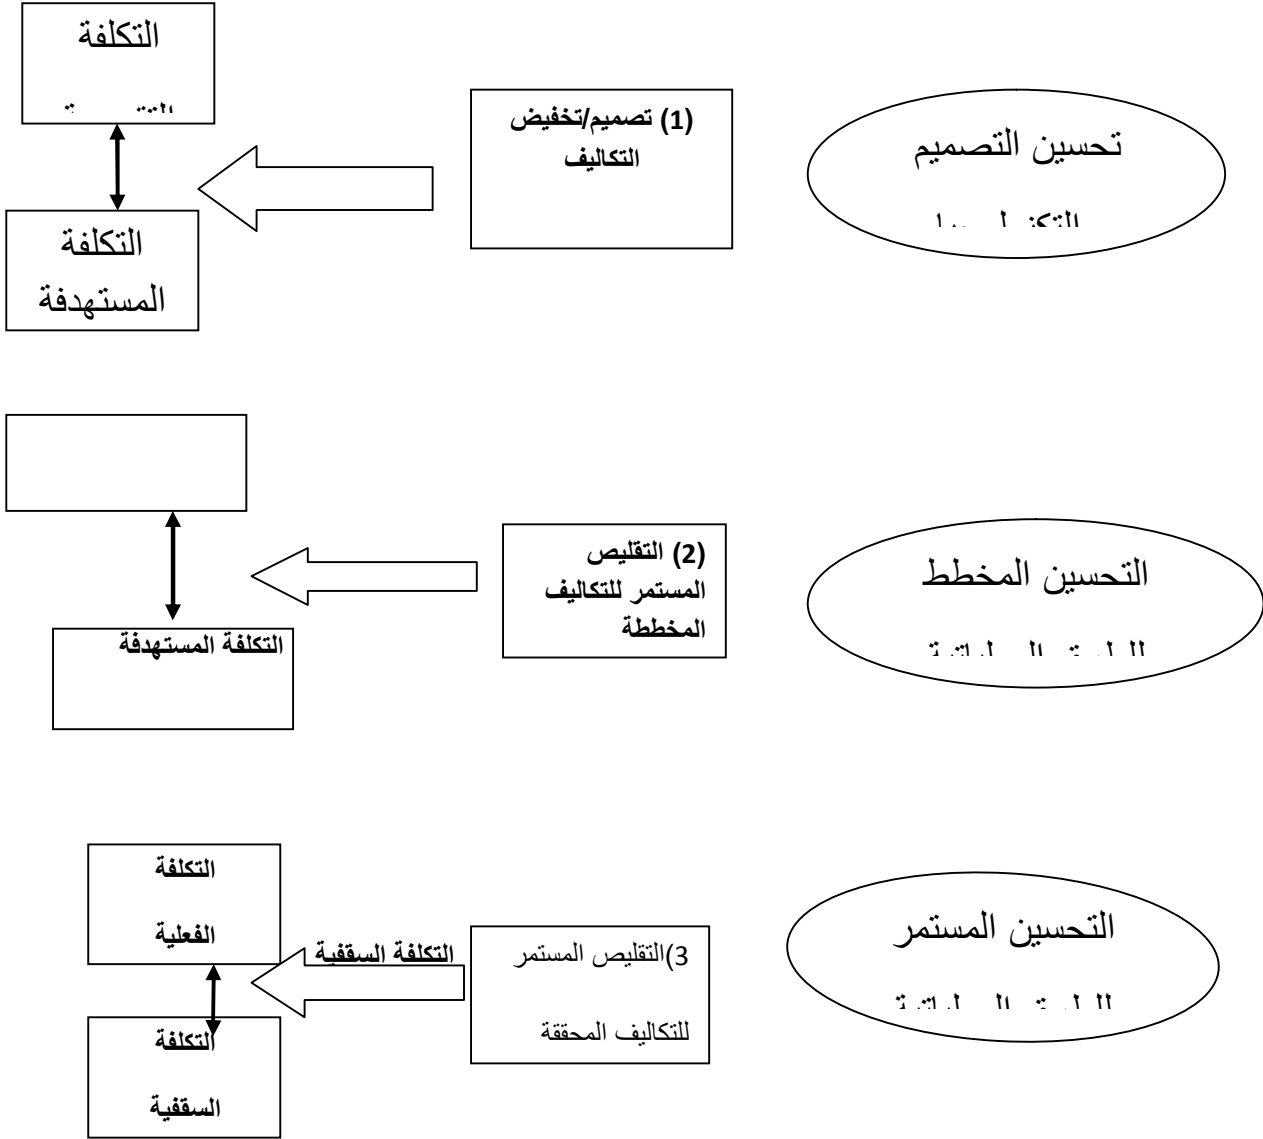 تحسين التصميم
(1) تصميم/تخفيض
التكاليف
التكلفة
التكلفة
المستهدفة
التحسين المخطط
(2) التقليص
المستمر للتكاليف
المخططة
التكلفة المستهدفة
التحسين المستمر
3)التقليص المستمر
للتكاليف المحققة
التكلفة السقفية
التكلفة
الفعلية
التكلفة
السقفية